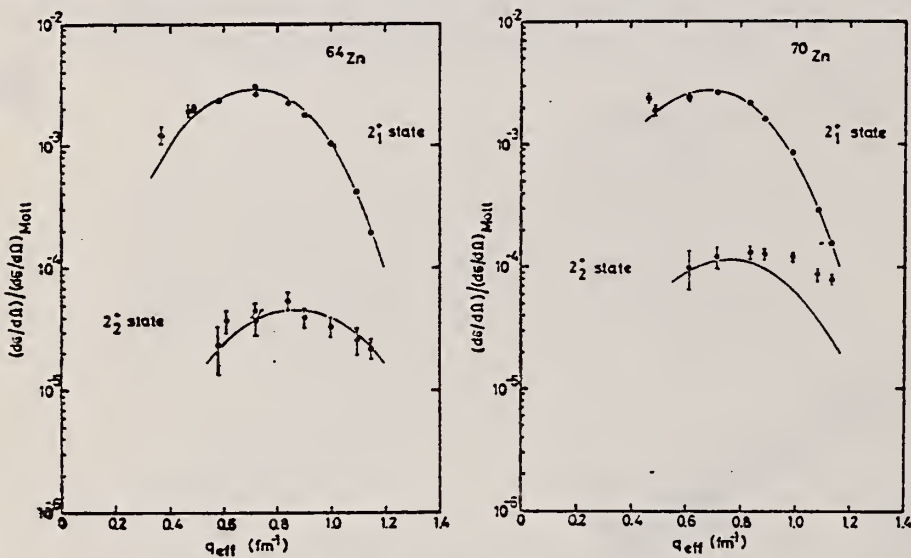 10⁻²
⁶⁴Zn
2₁⁺ state
10⁻³
(dσ/dΩ)/(dσ/dΩ)Mott
10⁻⁴
2₂⁺ state
10⁻⁵
10⁻⁶
0 0.2 0.4 0.6 0.8 1.0 1.2 1.4
qeff (fm⁻¹)
10⁻²
⁷⁰Zn
2₁⁺ state
10⁻³
(dσ/dΩ)/(dσ/dΩ)Mott
10⁻⁴
2₂⁺ state
10⁻⁵
10⁻⁶
0 0.2 0.4 0.6 0.8 1.0 1.2 1.4
qeff (fm⁻¹)